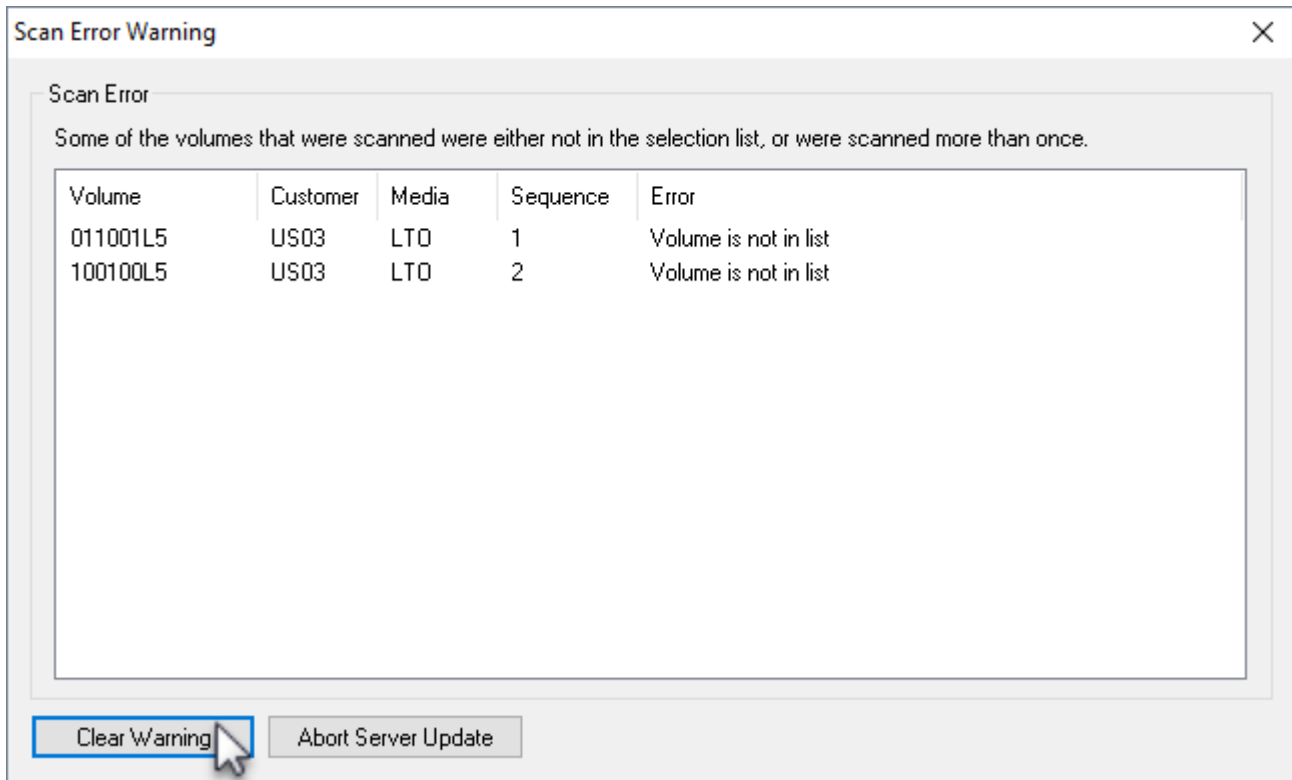 Scan Error Warning
Scan Error
Some of the volumes that were scanned were either not in the selection list, or were scanned more than once.
Volume Customer Media Sequence Error
011001L5 US03 LTO 1 Volume is not in list
100100L5 US03 LTO 2 Volume is not in list
Clear Warning Abort Server Update